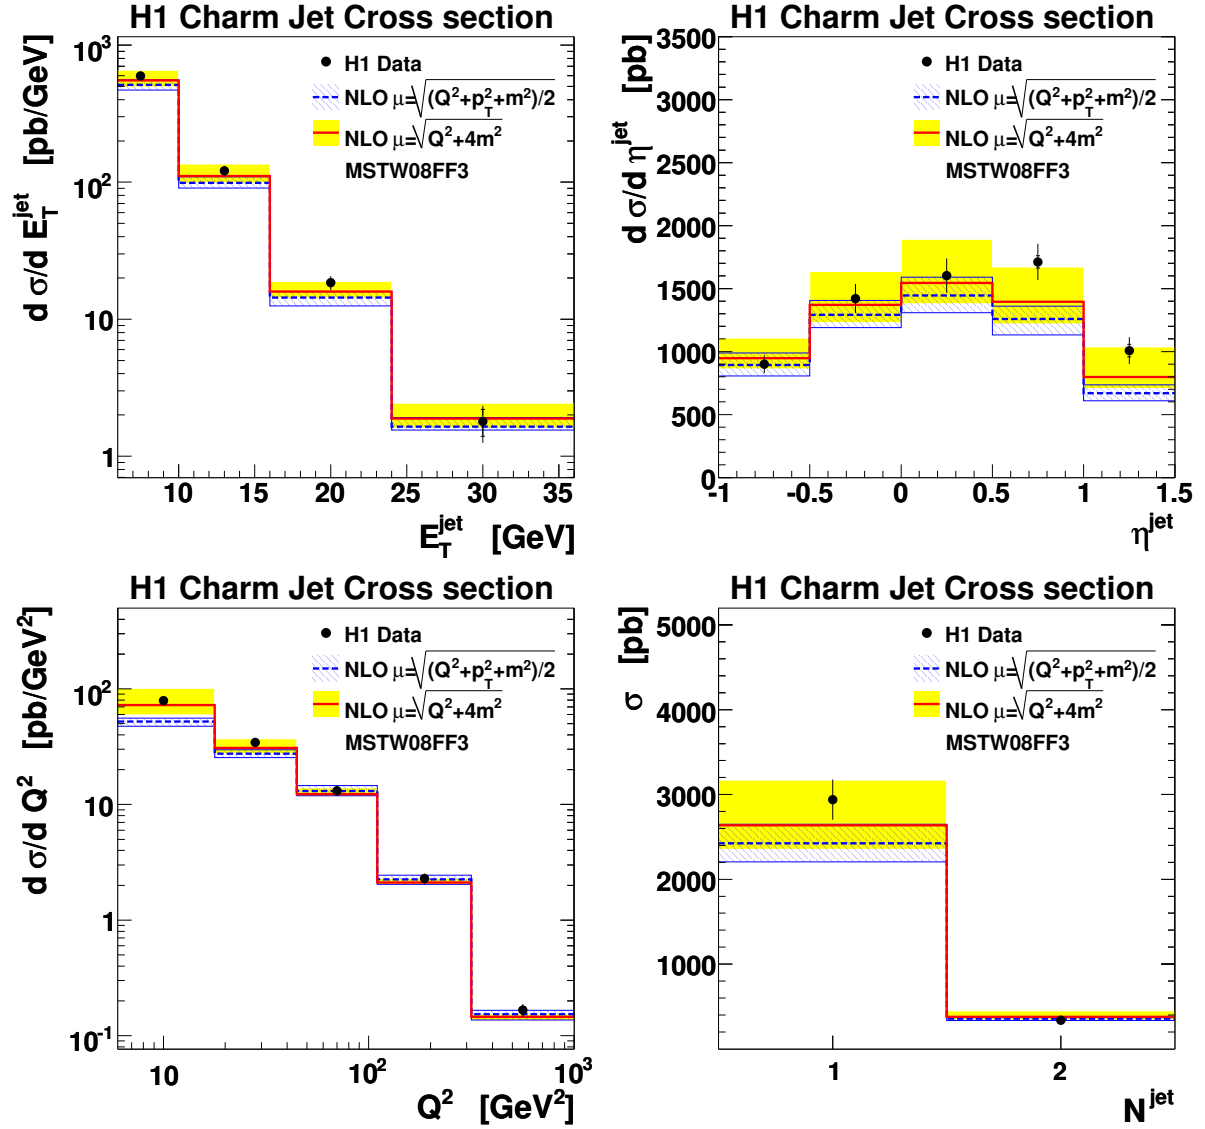 H1 Charm Jet Cross section
d σ/d E_T^jet [pb/GeV]
10³
10²
10
1
H1 Data
NLO μ=√(Q²+p_T²+m²)/2
NLO μ=√Q²+4m²
MSTW08FF3
10 15 20 25 30 35
E_T^jet [GeV]
H1 Charm Jet Cross section
d σ/d η^jet [pb]
3500
3000
2500
2000
1500
1000
500
0
H1 Data
NLO μ=√(Q²+p_T²+m²)/2
NLO μ=√Q²+4m²
MSTW08FF3
-1 -0.5 0 0.5 1 1.5
η^jet
H1 Charm Jet Cross section
d σ/d Q² [pb/GeV²]
10²
10
1
10⁻¹
H1 Data
NLO μ=√(Q²+p_T²+m²)/2
NLO μ=√Q²+4m²
MSTW08FF3
10 10² 10³
Q² [GeV²]
H1 Charm Jet Cross section
σ [pb]
5000
4000
3000
2000
1000
H1 Data
NLO μ=√(Q²+p_T²+m²)/2
NLO μ=√Q²+4m²
MSTW08FF3
1 2
N^jet